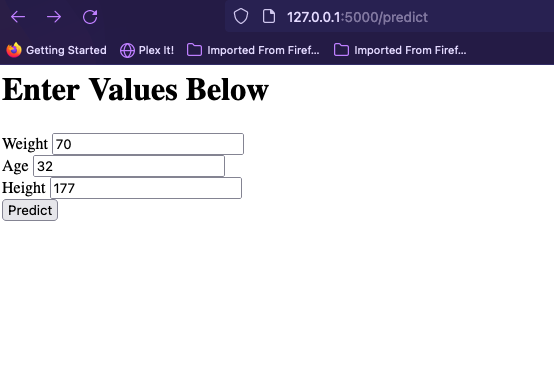 127.0.0.1:5000/predict
Getting Started Plex It! Imported From Firef... Imported From Firef...
Enter Values Below
Weight 70
Age 32
Height 177
Predict